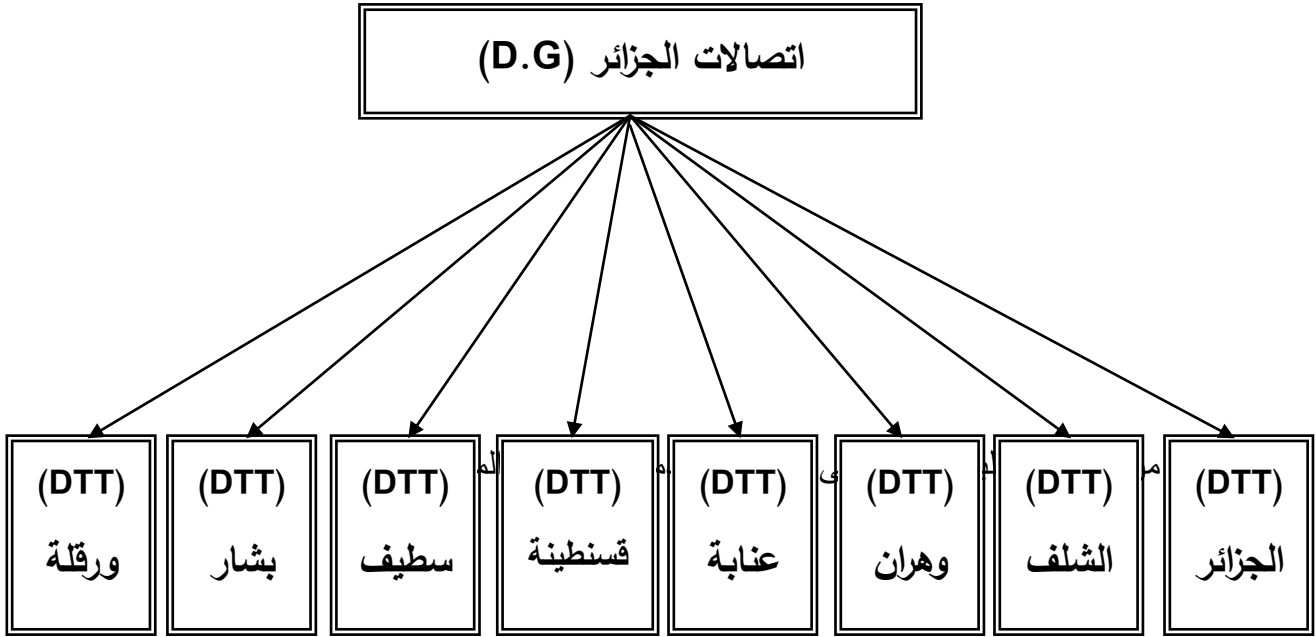 اتصالات الجزائر (D.G)
(DTT)
الجزائر
(DTT)
الشلف
(DTT)
وهران
(DTT)
عنابة
(DTT)
قسنطينة
(DTT)
سطيف
(DTT)
بشار
(DTT)
ورقلة